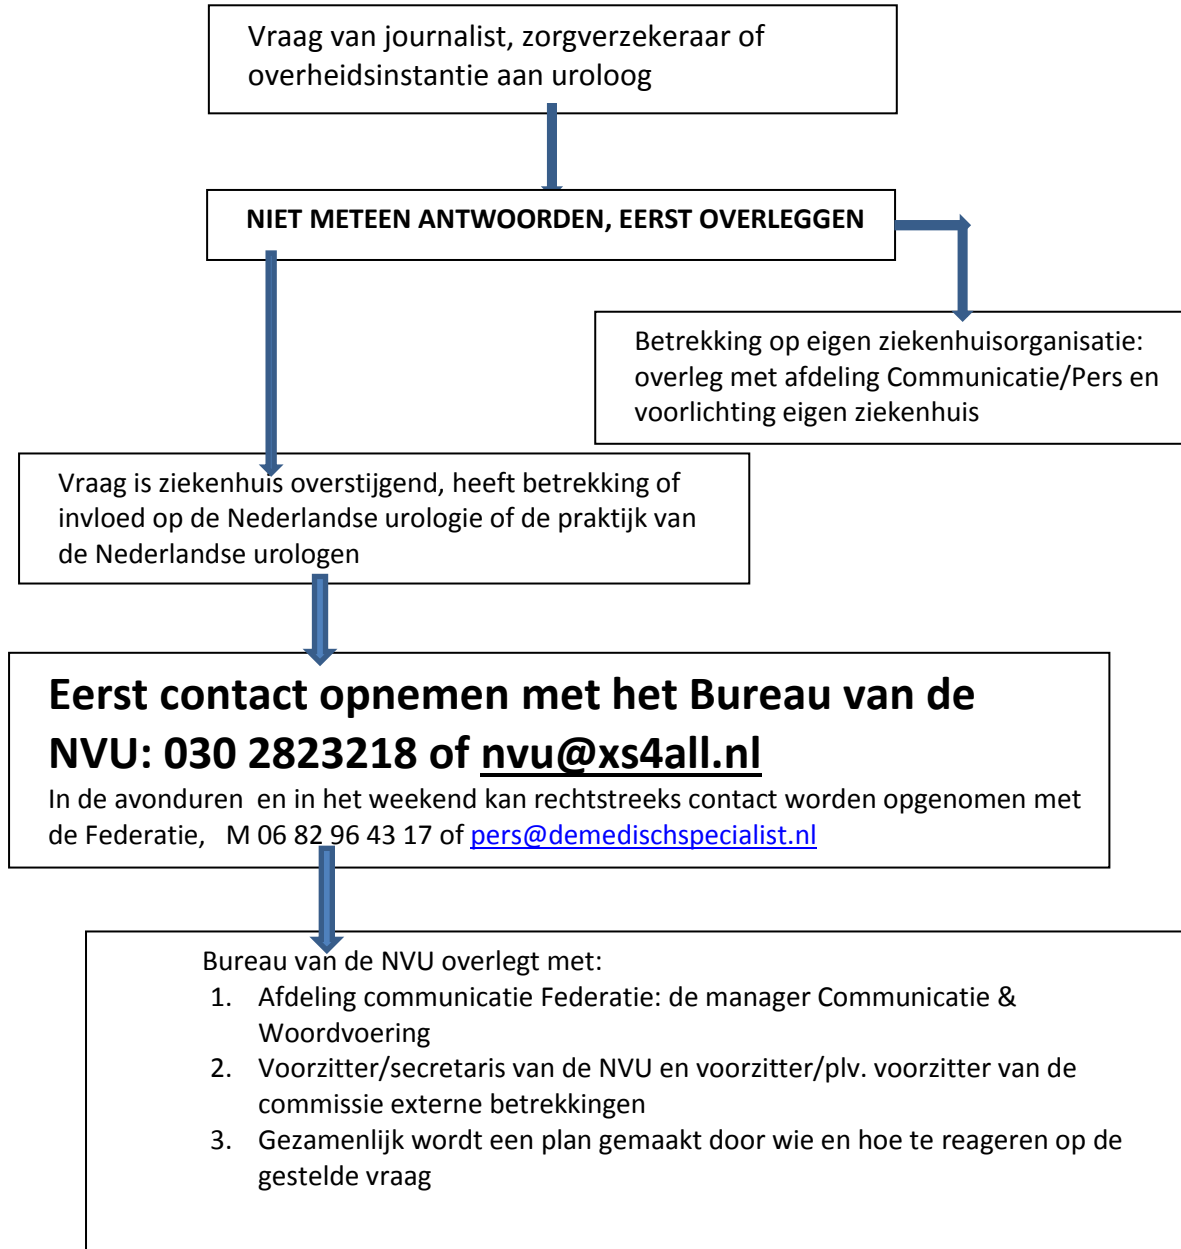 Vraag van journalist, zorgverzekeraar of
overheidsinstantie aan uroloog
NIET METEEN ANTWOORDEN, EERST OVERLEGGEN
Betrekking op eigen ziekenhuisorganisatie:
overleg met afdeling Communicatie/Pers en
voorlichting eigen ziekenhuis
Vraag is ziekenhuis overstijgend, heeft betrekking of
invloed op de Nederlandse urologie of de praktijk van
de Nederlandse urologen
Eerst contact opnemen met het Bureau van de
NVU: 030 2823218 of nvu@xs4all.nl
In de avonduren  en in het weekend kan rechtstreeks contact worden opgenomen met
de Federatie,   M 06 82 96 43 17 of pers@demedischspecialist.nl
Bureau van de NVU overlegt met:
1. Afdeling communicatie Federatie: de manager Communicatie &
Woordvoering
2. Voorzitter/secretaris van de NVU en voorzitter/plv. voorzitter van de
commissie externe betrekkingen
3. Gezamenlijk wordt een plan gemaakt door wie en hoe te reageren op de
gestelde vraag